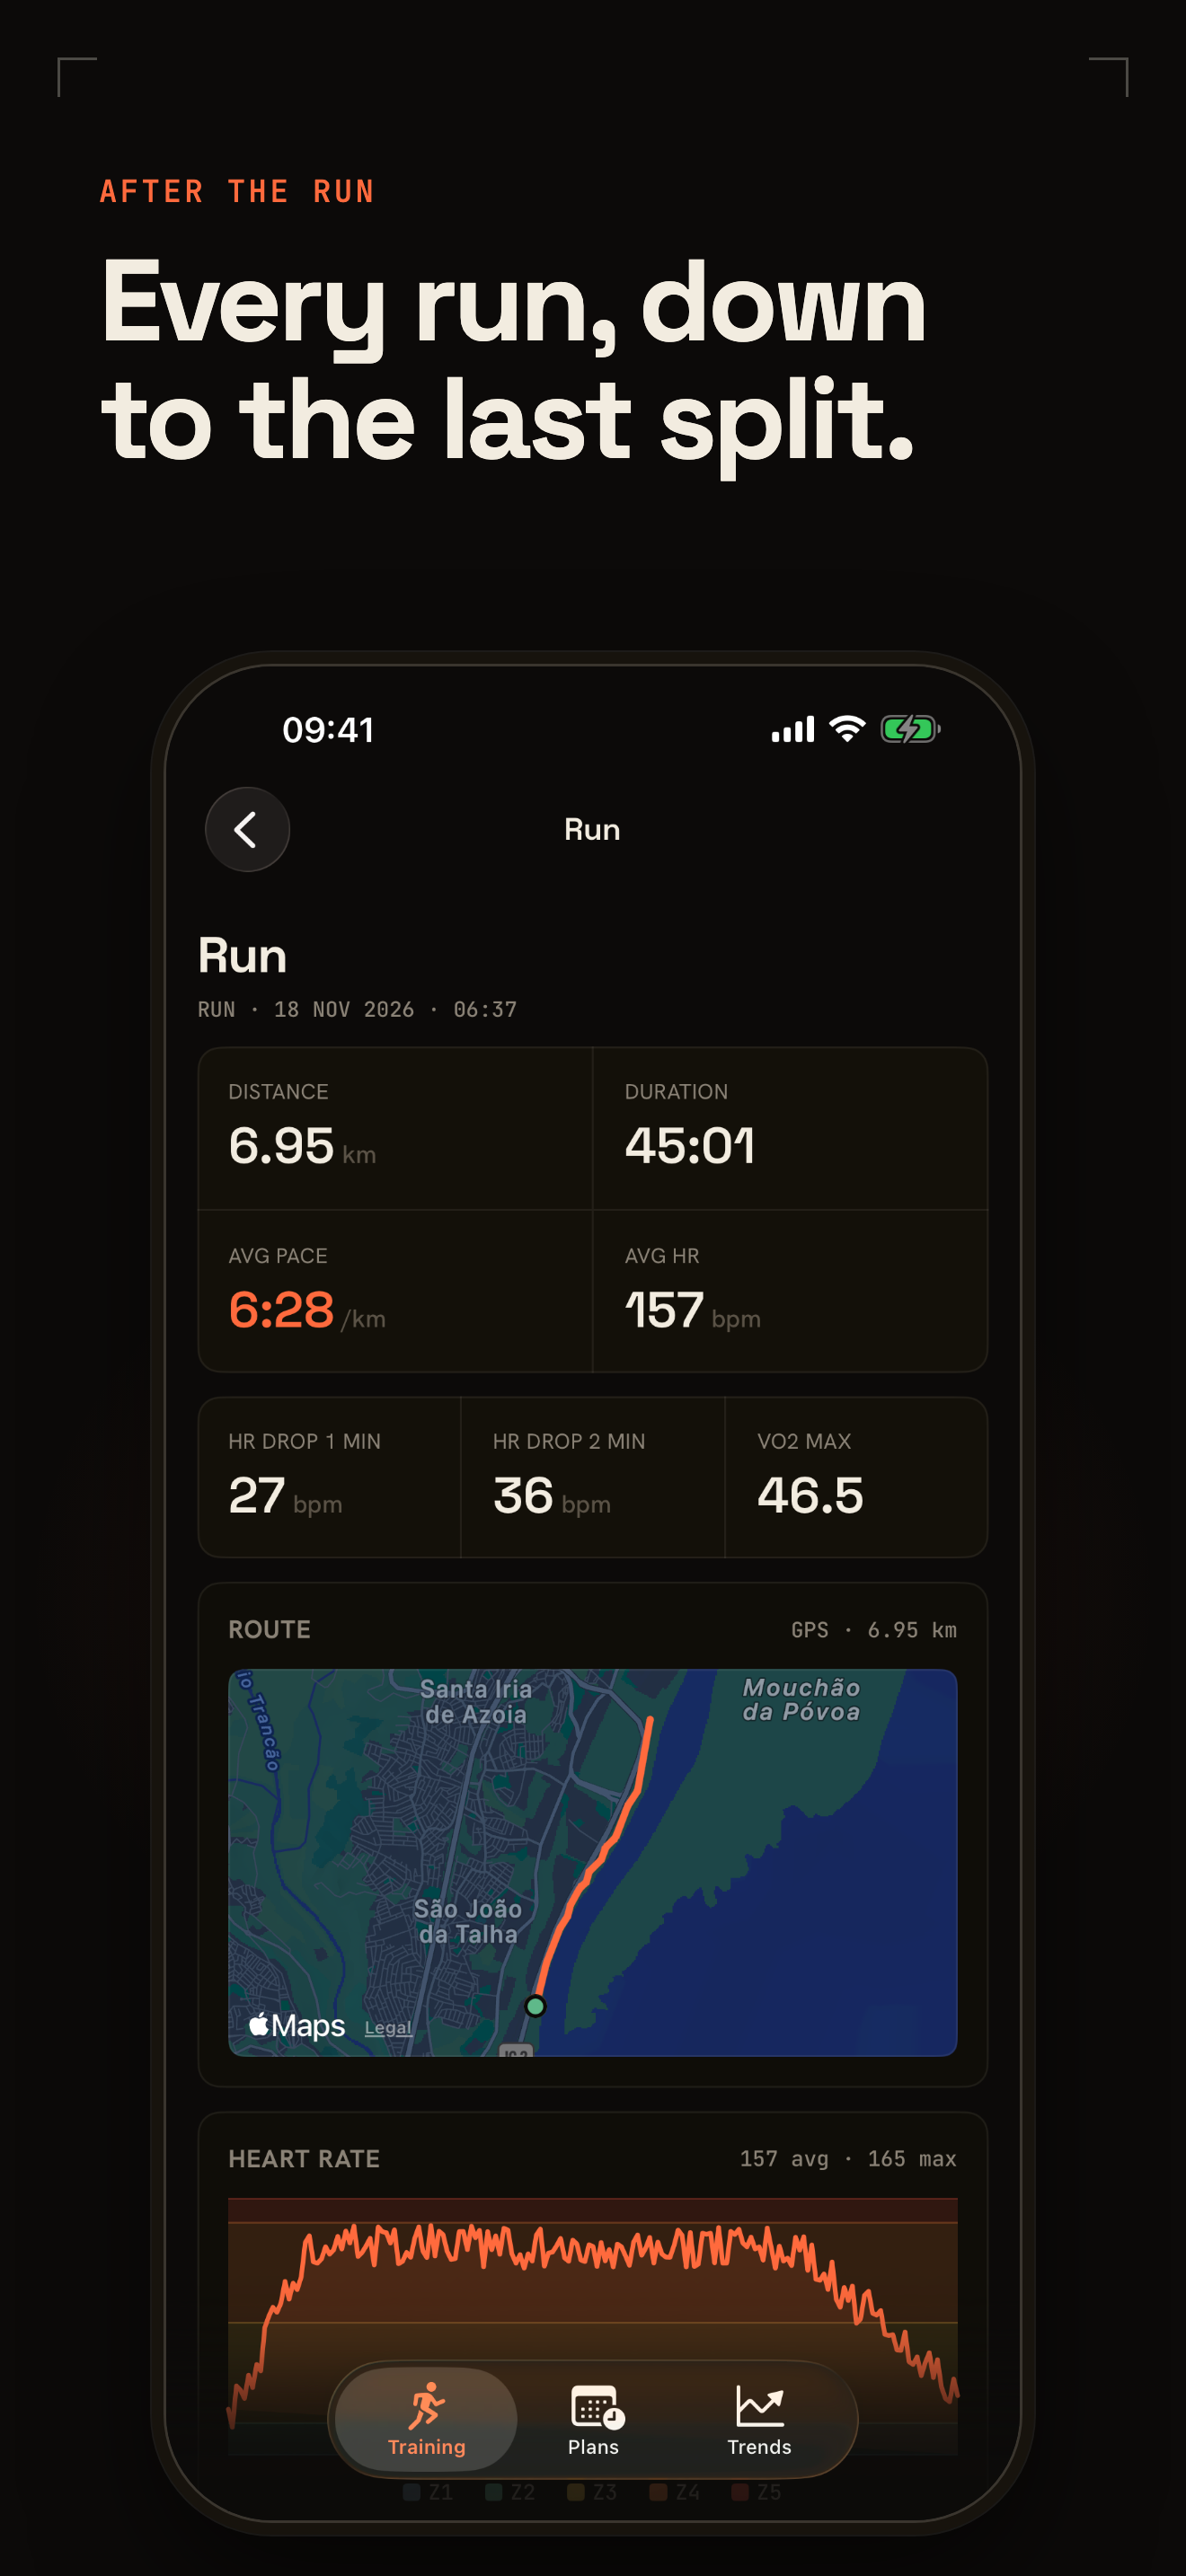 AFTER THE RUN
Every run, down
to the last split.
09:41
Run
Run
RUN · 18 NOV 2026 · 06:37
DISTANCE
6.95 km
DURATION
45:01
AVG PACE
6:28 /km
AVG HR
157 bpm
HR DROP 1 MIN
27 bpm
HR DROP 2 MIN
36 bpm
VO2 MAX
46.5
ROUTE
GPS · 6.95 km
io Trancão
Santa Iria
de Azoia
Mouchão
da Póvoa
São João
da Talha
Maps
Legal
HEART RATE
157 avg · 165 max
Training
Plans
Trends
Z1
Z2
Z3
Z4
Z5